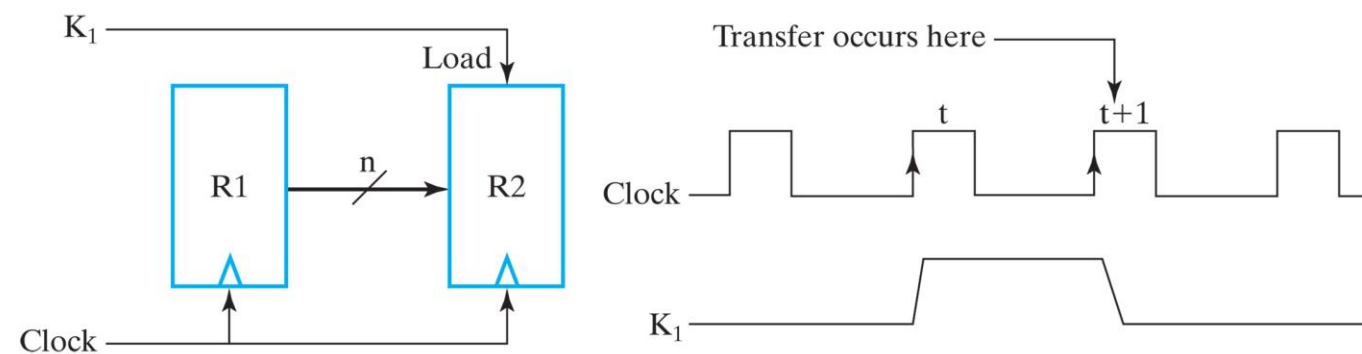 K₁
Load
R1
n
R2
Clock
Transfer occurs here
t
t+1
Clock
K₁